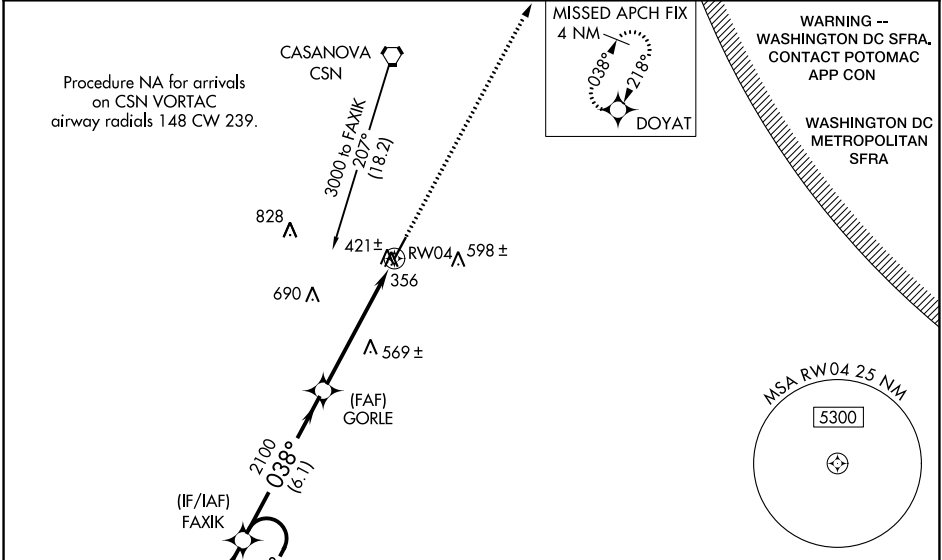 MISSED APCH FIX
4 NM
038°
218°
DOYAT
WARNING --
WASHINGTON DC SFRA.
CONTACT POTOMAC
APP CON
WASHINGTON DC
METROPOLITAN
SFRA
CASANOVA
CSN
Procedure NA for arrivals
on CSN VORTAC
airway radials 148 CW 239.
3000 to FAXIK
207°
(18.2)
828
421±
RW04
598±
356
690
569±
(FAF)
GORLE
2100
038°
(6.1)
(IF/IAF)
FAXIK
MSA RW04 25 NM
5300